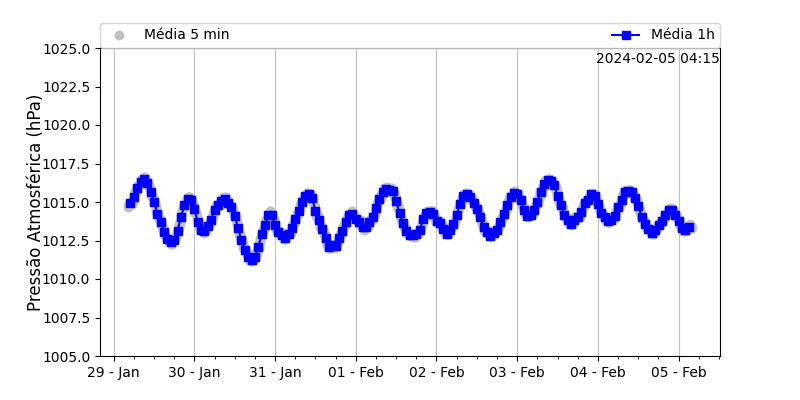 Média 5 min
Média 1h
2024-02-05 04:15
Pressão Atmosférica (hPa)
1025.0
1022.5
1020.0
1017.5
1015.0
1012.5
1010.0
1007.5
1005.0
29 - Jan
30 - Jan
31 - Jan
01 - Feb
02 - Feb
03 - Feb
04 - Feb
05 - Feb